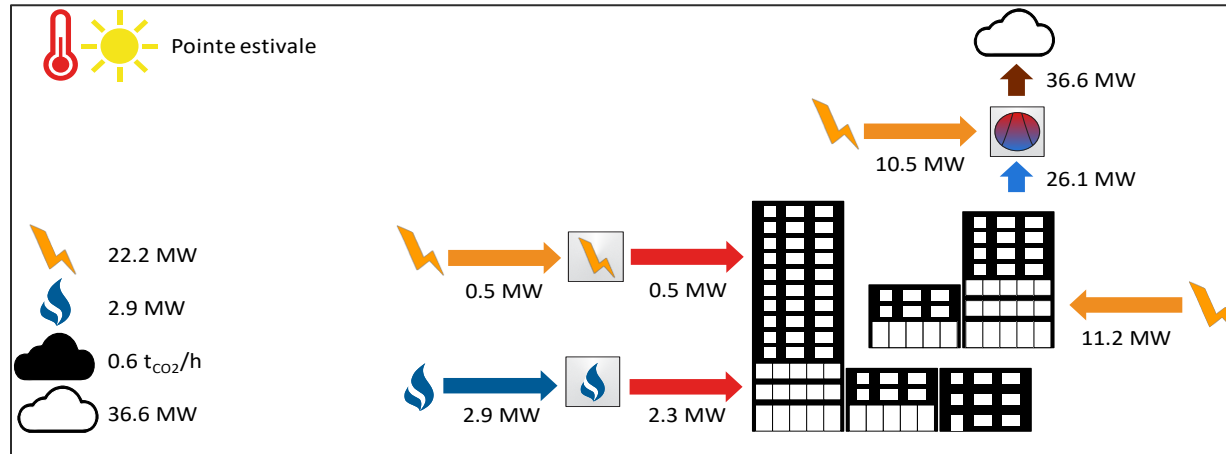 Pointe estivale
36.6 MW
10.5 MW
26.1 MW
22.2 MW
0.5 MW
0.5 MW
2.9 MW
11.2 MW
0.6 tCO2/h
36.6 MW
2.9 MW
2.3 MW